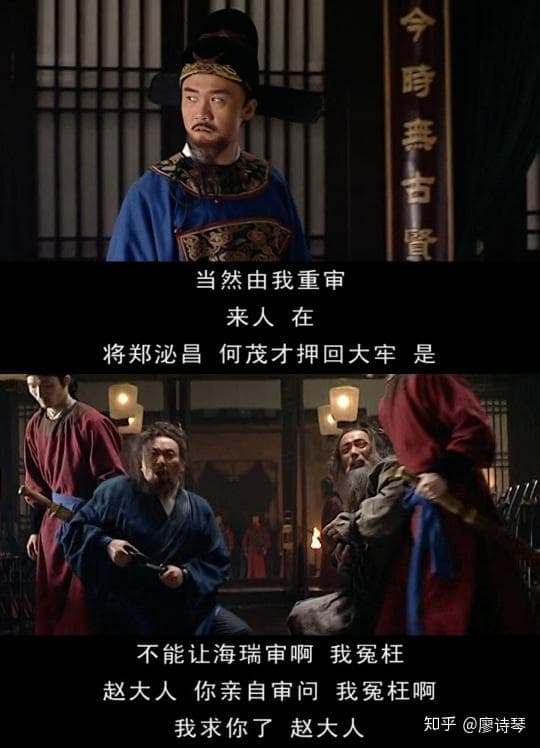 今時無古賢
当然由我重审
来人 在
将郑泌昌 何茂才押回大牢 是
不能让海瑞审啊 我冤枉
赵大人 你亲自审问 我冤枉啊
我求你了 赵大人
知乎 @廖诗琴